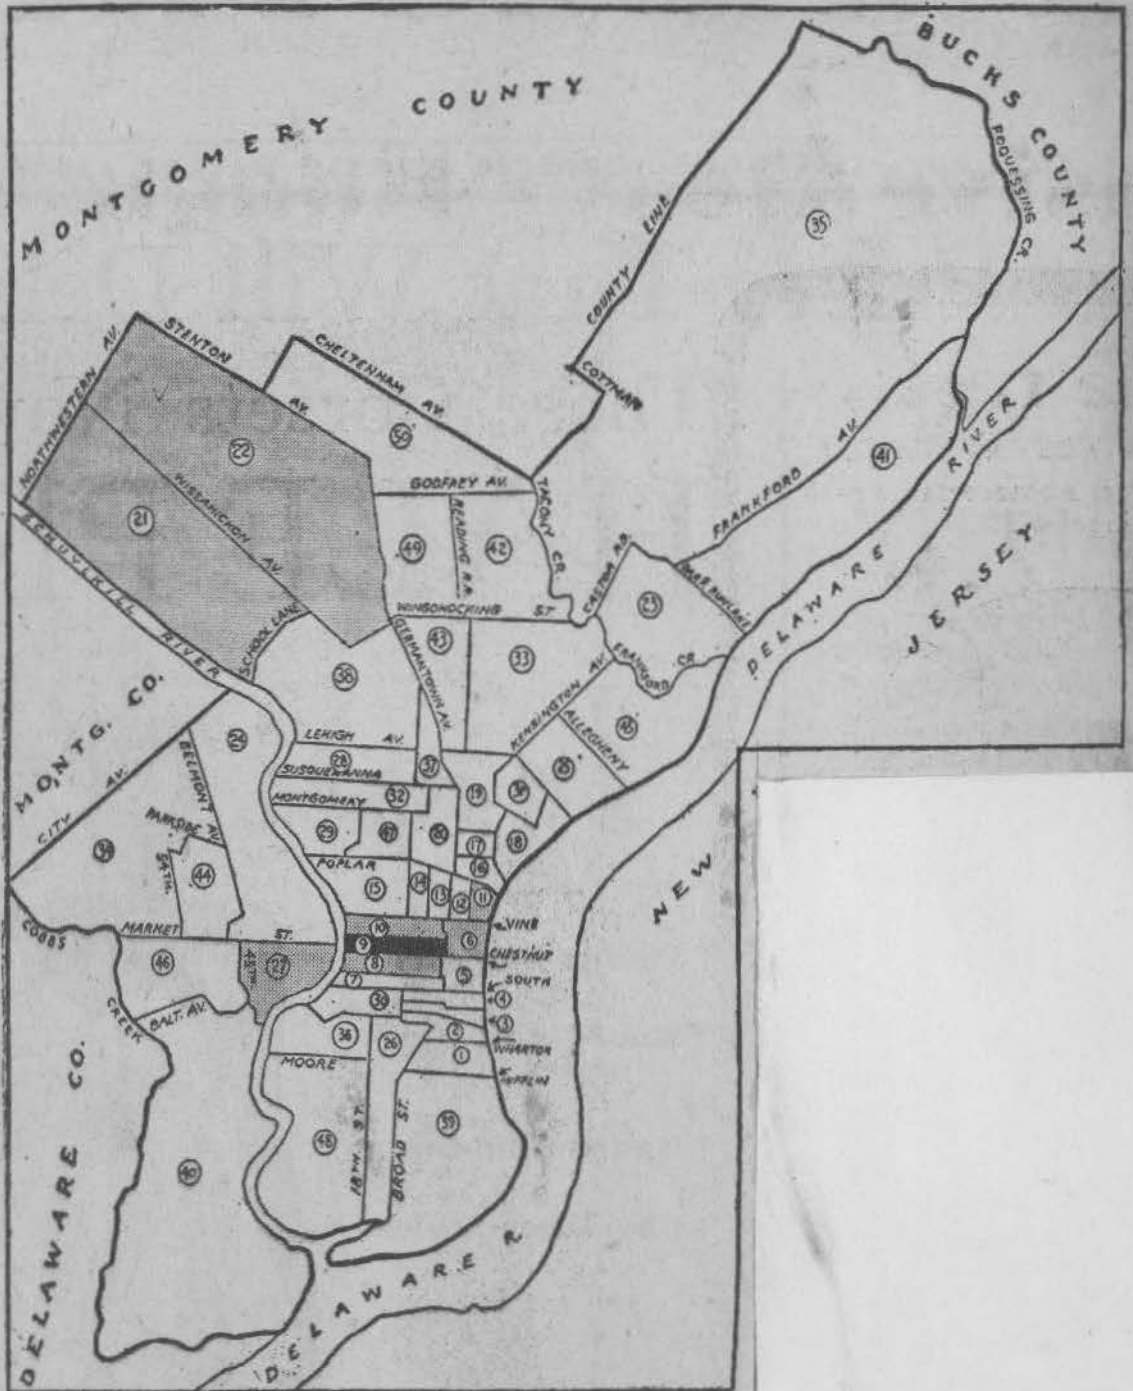 BUCKS COUNTY
MONTGOMERY COUNTY
POQUESSING CR.
COUNTY LINE
35
NORTHWESTERN AV.
STENTON AV.
CHELTENHAM AV.
COTTMAN
50
22
GODFREY AV.
FRANKFORD AV.
41
DELAWARE RIVER
WISSAHICKON AV.
21
49
READING R.R.
42
TACONY CR.
SCHUYLKILL RIVER
CASTOR RD.
23
WINGOHOCKING ST
SCHOOL LANE
GERMANTOWN AV.
43
33
FRANKFORD CR
NEW JERSEY
MONTG. CO.
38
KENSINGTON AV
ALLEGHENY
45
CITY AV.
24
BELMONT AV.
LEHIGH AV.
28
37
25
SUSQUEHANNA
MONTGOMERY
32
19
PARKSIDE
34
54TH.
44
29
47
20
17
18
POPLAR
16
15
14
13
12
11
COBBS CREEK
MARKET ST.
10
6
VINE
9
CHESTNUT
46
45TH
27
8
5
7
SOUTH
BALT. AV.
30
4
3
36
26
2
WHARTON
MOORE
1
MIFFLIN
DELAWARE CO.
40
48
18TH ST.
BROAD ST.
39
DELAWARE R